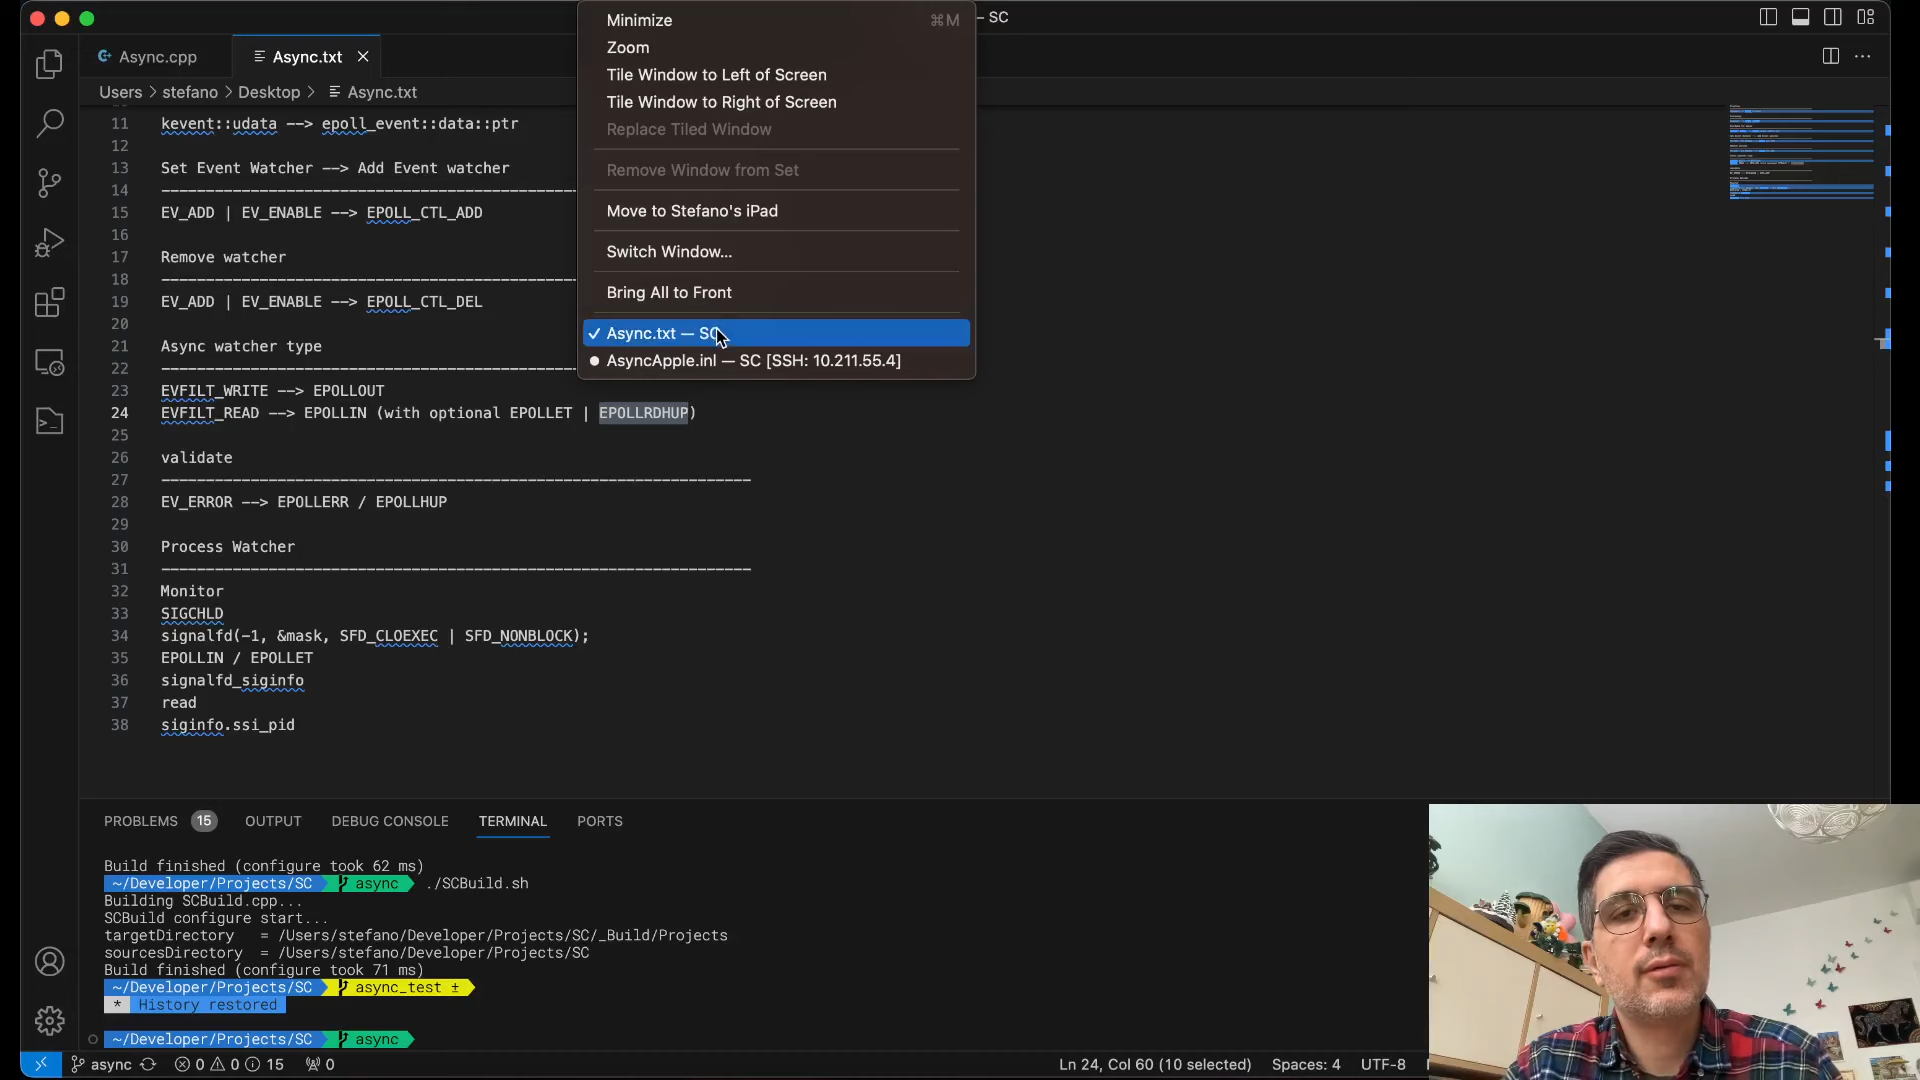 — SC
Async.cpp
Async.txt
Users > stefano > Desktop > Async.txt
11 kevent::udata --> epoll_event::data::ptr
12
13 Set Event Watcher --> Add Event watcher
14 ------------------------------------------------------------------
15 EV_ADD | EV_ENABLE --> EPOLL_CTL_ADD
16
17 Remove watcher
18 ------------------------------------------------------------------
19 EV_ADD | EV_ENABLE --> EPOLL_CTL_DEL
20
21 Async watcher type
22 ------------------------------------------------------------------
23 EVFILT_WRITE --> EPOLLOUT
24 EVFILT_READ --> EPOLLIN (with optional EPOLLET | EPOLLRDHUP)
25
26 validate
27 ------------------------------------------------------------------
28 EV_ERROR --> EPOLLERR / EPOLLHUP
29
30 Process Watcher
31 ------------------------------------------------------------------
32 Monitor
33 SIGCHLD
34 signalfd(-1, &mask, SFD_CLOEXEC | SFD_NONBLOCK);
35 EPOLLIN / EPOLLET
36 signalfd_siginfo
37 read
38 siginfo.ssi_pid
Minimize ⌘M
Zoom
Tile Window to Left of Screen
Tile Window to Right of Screen
Replace Tiled Window
Remove Window from Set
Move to Stefano's iPad
Switch Window...
Bring All to Front
✓ Async.txt — SC
● AsyncApple.inl — SC [SSH: 10.211.55.4]
PROBLEMS 15 OUTPUT DEBUG CONSOLE TERMINAL PORTS
Build finished (configure took 62 ms)
~/Developer/Projects/SC async ./SCBuild.sh
Building SCBuild.cpp...
SCBuild configure start...
targetDirectory = /Users/stefano/Developer/Projects/SC/_Build/Projects
sourcesDirectory = /Users/stefano/Developer/Projects/SC
Build finished (configure took 71 ms)
~/Developer/Projects/SC async_test ±
* History restored
~/Developer/Projects/SC async
async 0 0 15 0 Ln 24, Col 60 (10 selected) Spaces: 4 UTF-8